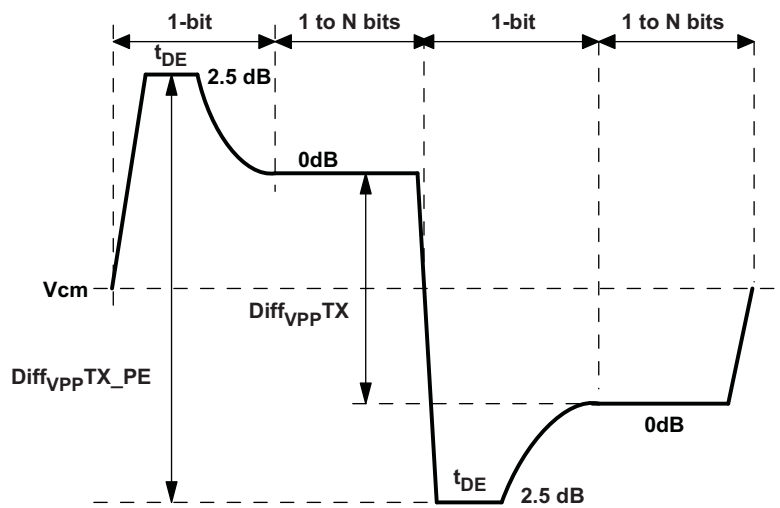 1-bit
1 to N bits
1-bit
1 to N bits
tDE
2.5 dB
0dB
Vcm
DiffVPPTX
DiffVPPTX_PE
0dB
tDE
2.5 dB